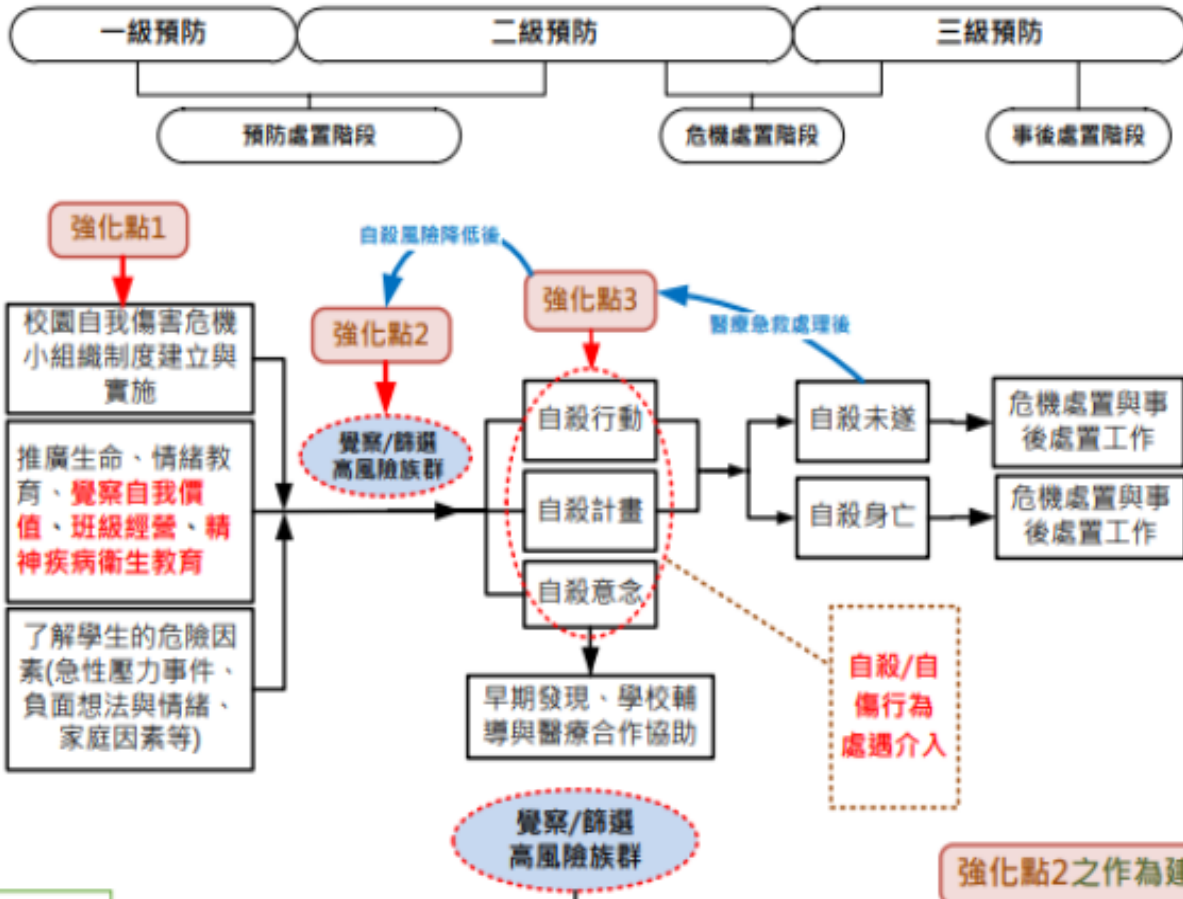 一級預防
二級預防
三級預防
預防處置階段
危機處置階段
事後處置階段
強化點1
自殺風險降低後
強化點2
強化點3
醫療急救處理後
校園自我傷害危機
小組織制度建立與
實施
推廣生命、情緒教
育、覺察自我價
值、班級經營、精
神疾病衛生教育
了解學生的危險因
素(急性壓力事件、
負面想法與情緒、
家庭因素等)
覺察/篩選
高風險族群
自殺行動
自殺計畫
自殺意念
早期發現、學校輔
導與醫療合作協助
自殺未遂
自殺身亡
危機處置與事
後處置工作
危機處置與事
後處置工作
自殺/自
傷行為
處遇介入
覺察/篩選
高風險族群
強化點2之作為建